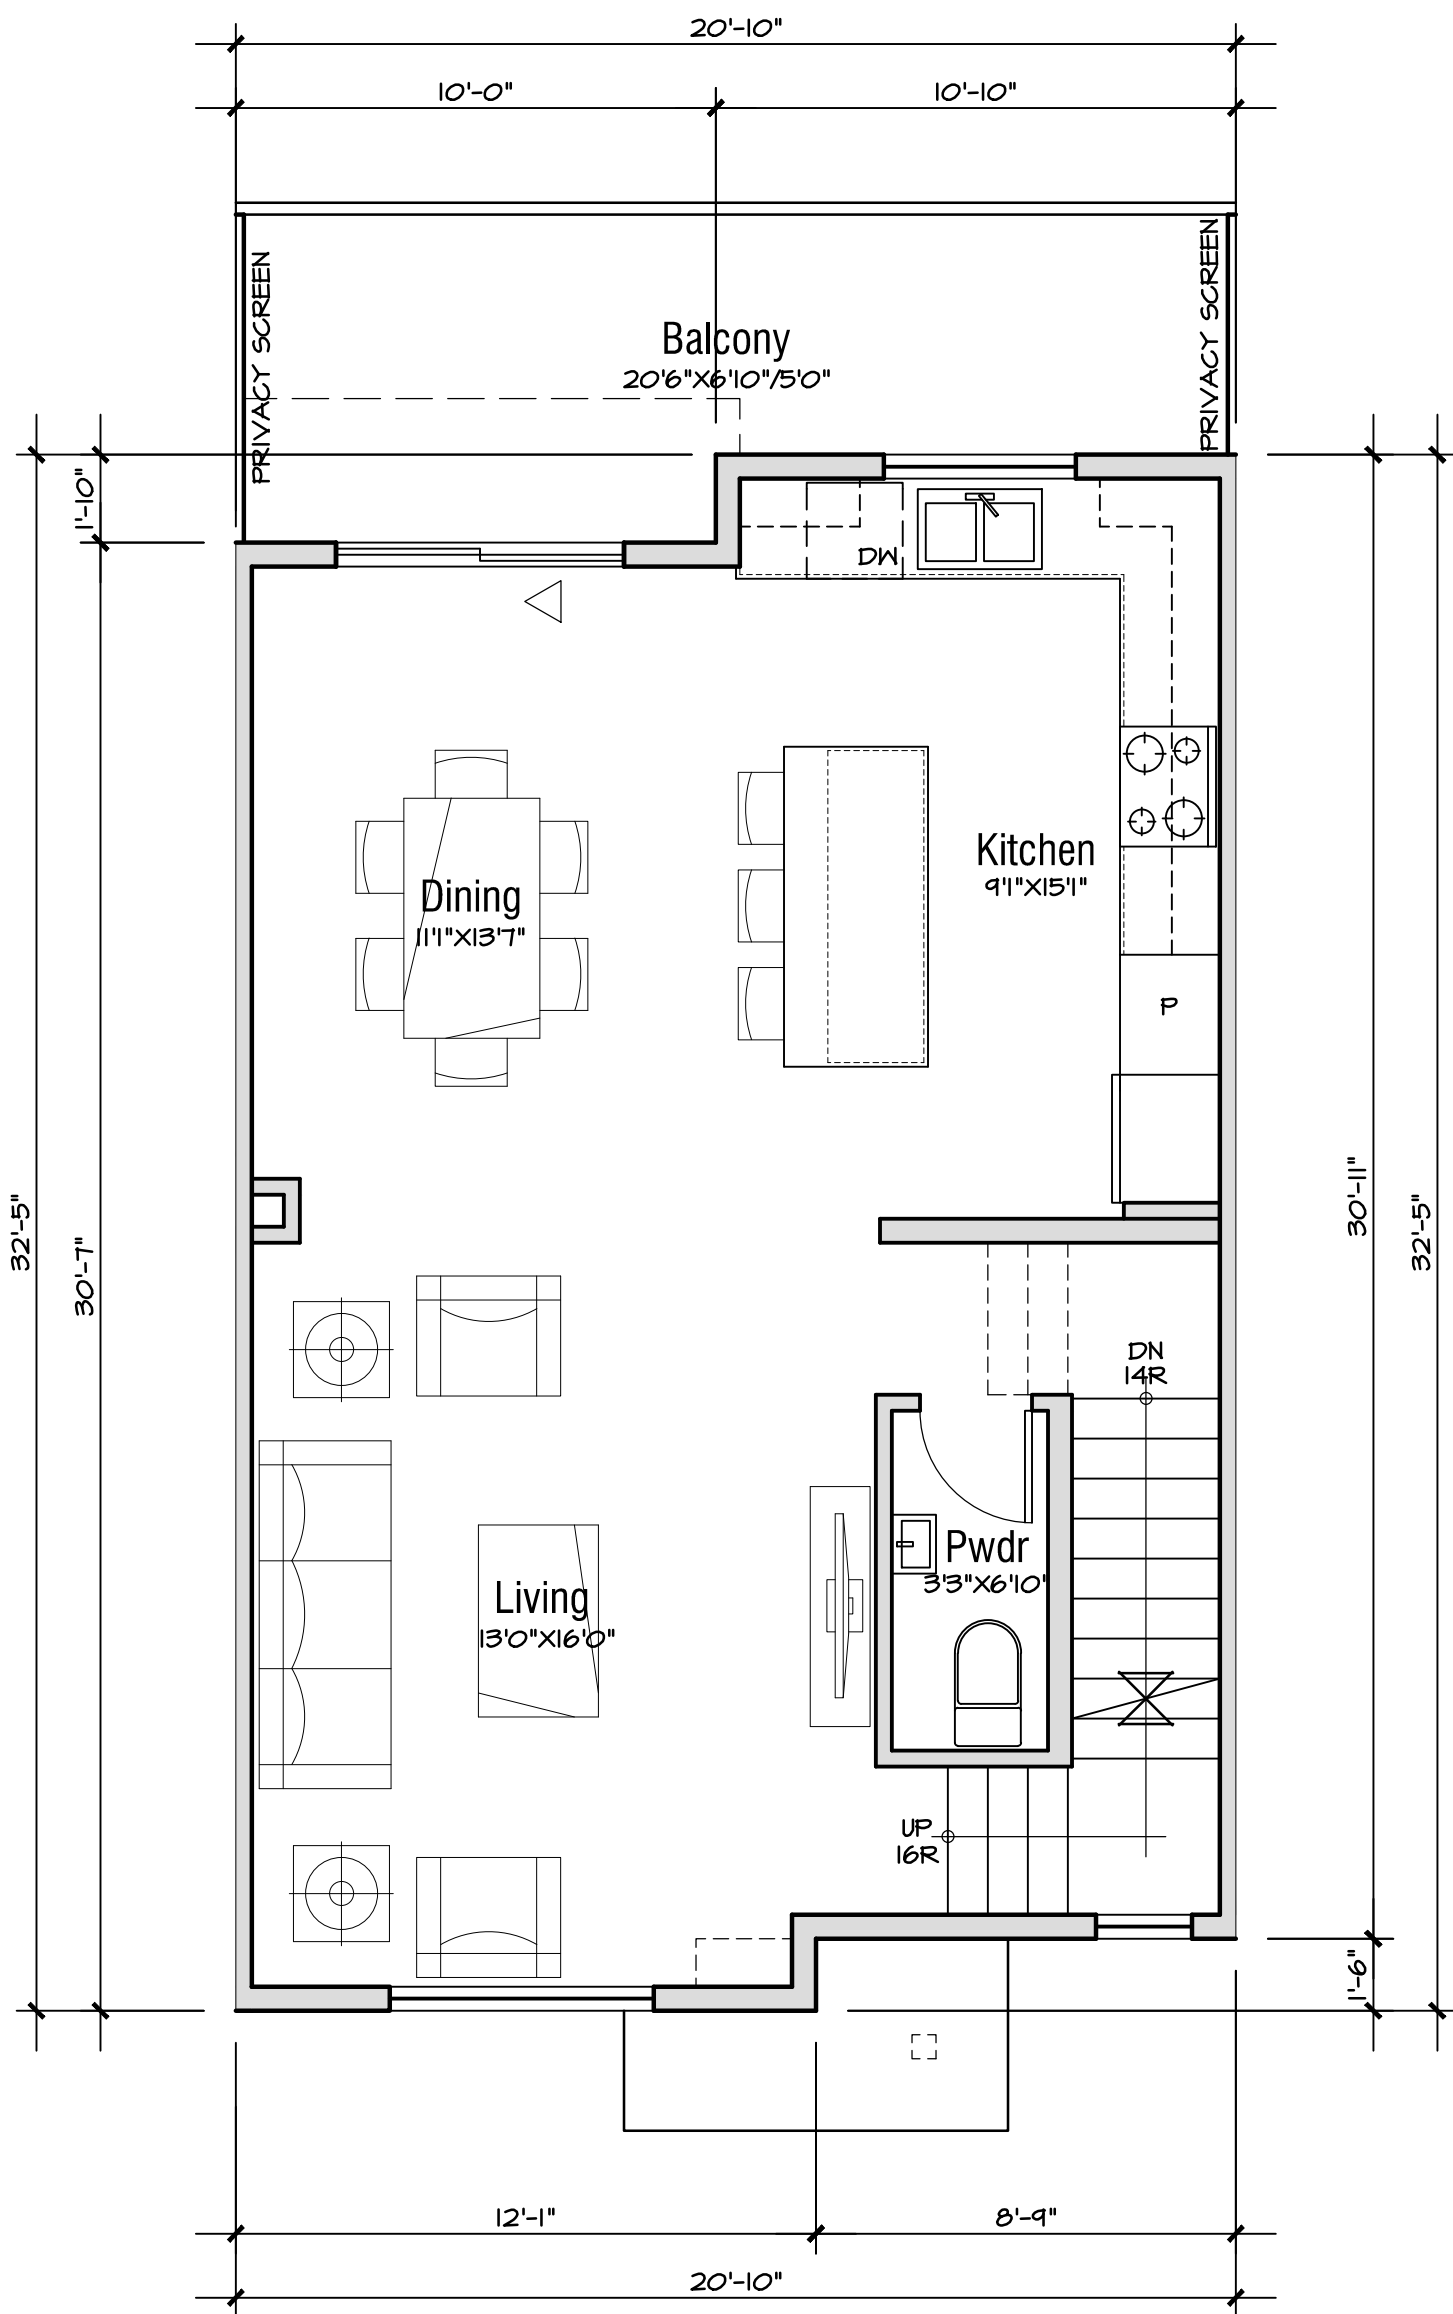 20'-10"
10'-0"
10'-10"
PRIVACY SCREEN
PRIVACY SCREEN
Balcony
20'6"X6'10"/5'0"
1'-10"
DW
Kitchen
9'1"X15'1"
Dining
11'1"X13'7"
P
32'-5"
30'-7"
30'-11"
32'-5"
DN
14R
Pwdr
3'3"X6'10"
Living
13'0"X16'0"
UP
16R
1'-6"
12'-1"
8'-9"
20'-10"